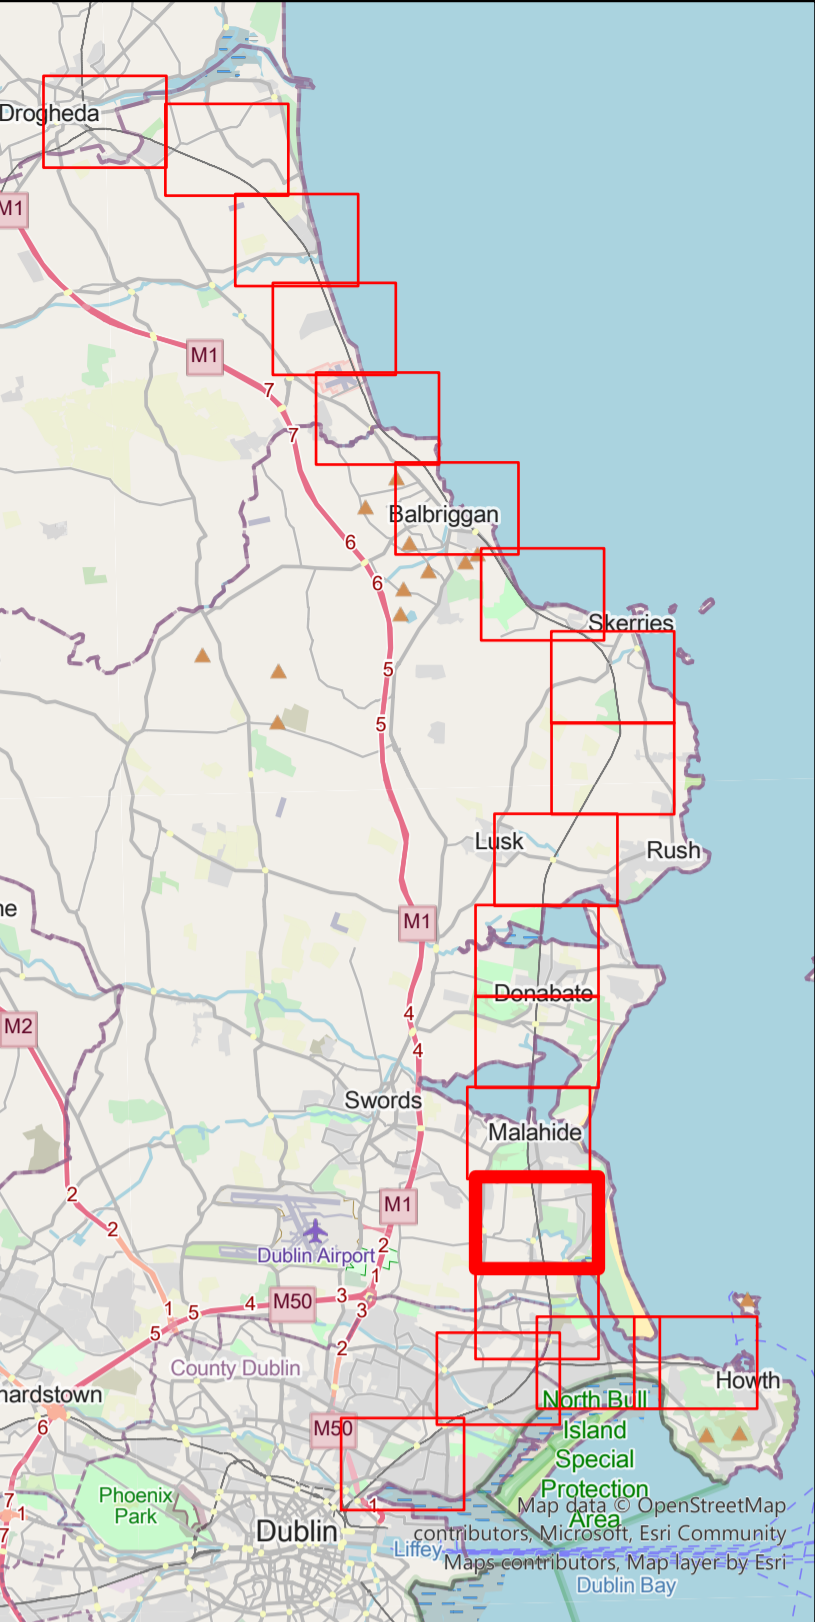 Drogheda
M1
M1
7
7
Balbriggan
6
6
Skerries
5
5
Lusk
Rush
ne
M1
Donabate
M2
4
4
Swords
Malahide
2
M1
2
2
Dublin Airport
1
1
3
M50
4
5
5
3
2
County Dublin
Howth
hardstown
North Bull
Island
Special
Protection
Area
M50
6
Phoenix
Park
7
1
7
1
Dublin
Liffey
Map data © OpenStreetMap
contributors, Microsoft, Esri Community
Maps contributors, Map layer by Esri
Dublin Bay